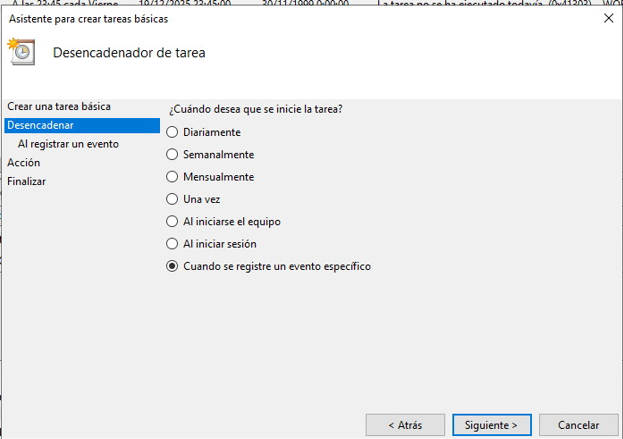 A las 23:45 cada Vierne... 19/12/2025 23:45:00 30/11/1999 0:00:00 La tarea no se ha ejecutado todavía. (0x41303)
Asistente para crear tareas básicas
Desencadenador de tarea
Crear una tarea básica
Desencadenar
Al registrar un evento
Acción
Finalizar
¿Cuándo desea que se inicie la tarea?
Diariamente
Semanalmente
Mensualmente
Una vez
Al iniciarse el equipo
Al iniciar sesión
Cuando se registre un evento específico
< Atrás
Siguiente >
Cancelar